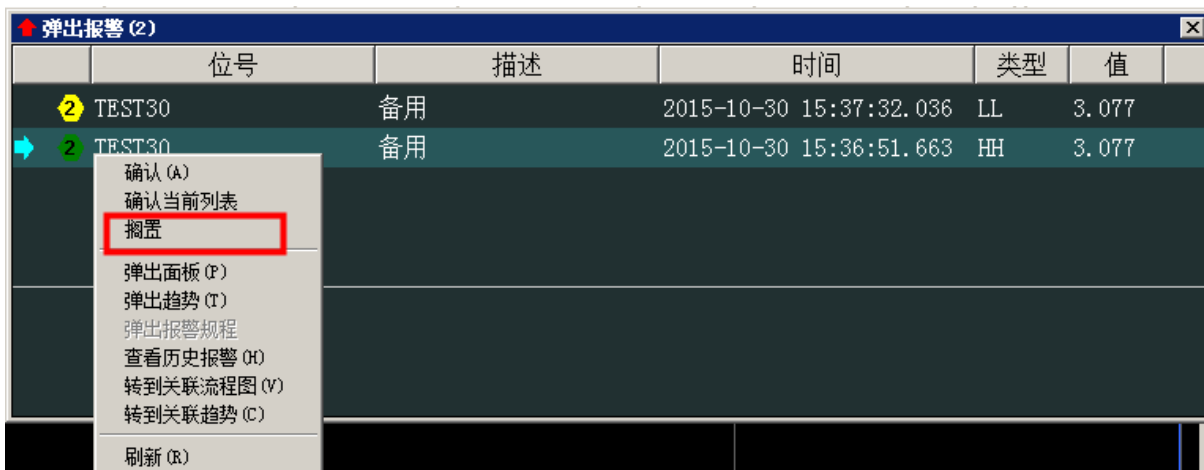 弹出报警(2)
位号 描述 时间 类型 值
2 TEST30 备用 2015-10-30 15:37:32.036 LL 3.077
2 TEST30 备用 2015-10-30 15:36:51.663 HH 3.077
确认(A)
确认当前列表
搁置
弹出面板(P)
弹出趋势(T)
弹出报警规程
查看历史报警(H)
转到关联流程图(V)
转到关联趋势(C)
刷新(R)